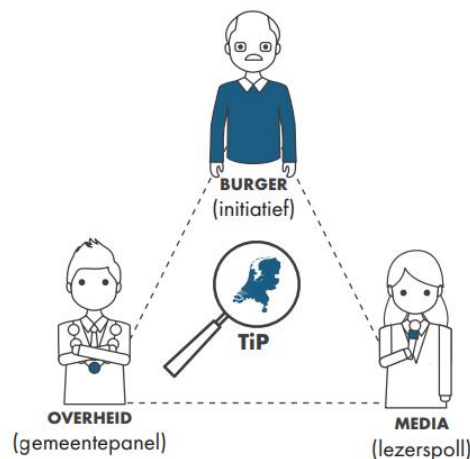 BURGER
(initiatief)
TiP
OVERHEID
(gemeentepanel)
MEDIA
(lezerspoll)